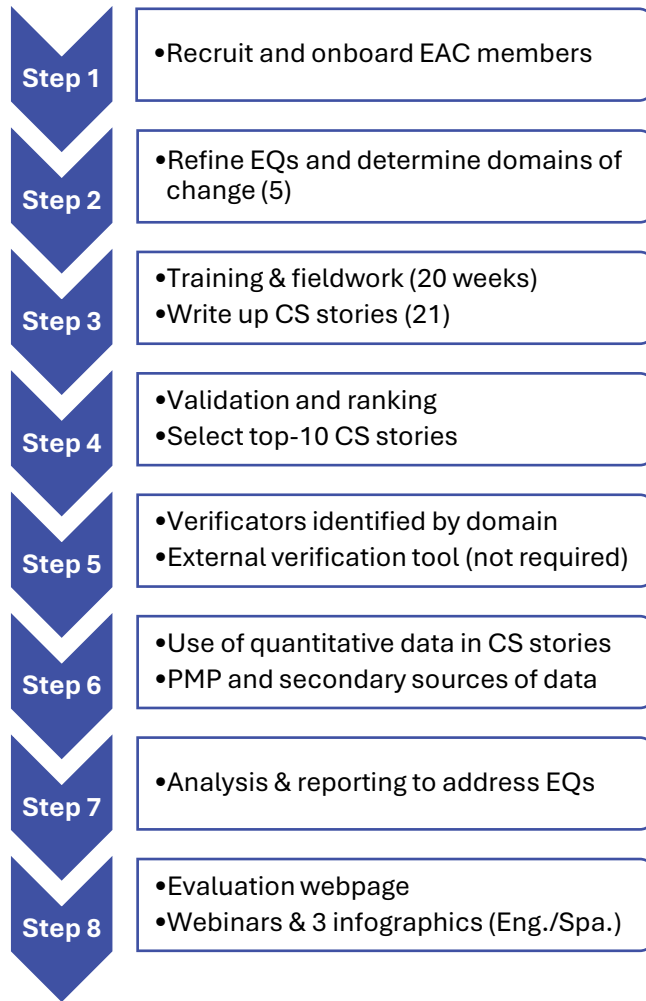 Step 1
•Recruit and onboard EAC members
Step 2
•Refine EQs and determine domains of
change (5)
Step 3
•Training & fieldwork (20 weeks)
•Write up CS stories (21)
Step 4
•Validation and ranking
•Select top-10 CS stories
Step 5
•Verificators identified by domain
•External verification tool (not required)
Step 6
•Use of quantitative data in CS stories
•PMP and secondary sources of data
Step 7
•Analysis & reporting to address EQs
Step 8
•Evaluation webpage
•Webinars & 3 infographics (Eng./Spa.)